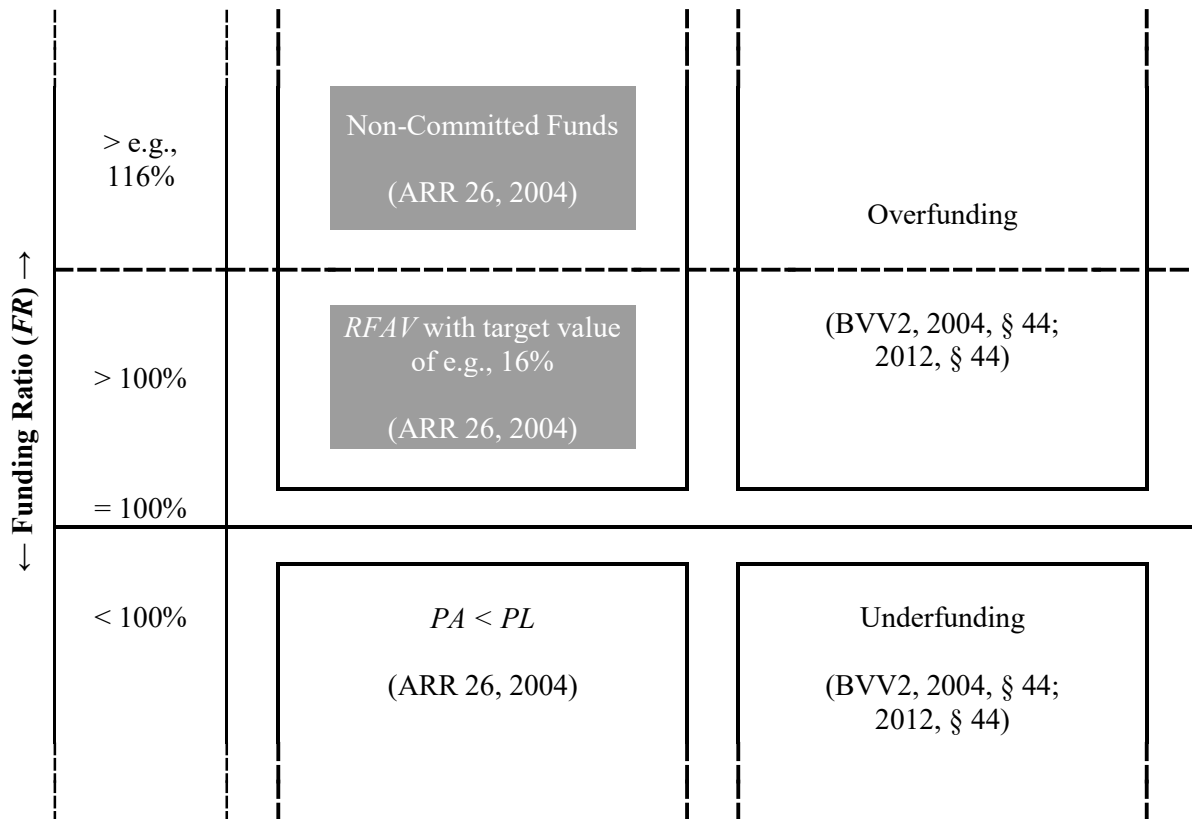 ← Funding Ratio (FR) →
> e.g.,
116%
Non-Committed Funds
(ARR 26, 2004)
Overfunding
(BVV2, 2004, § 44;
2012, § 44)
> 100%
RFAV with target value
of e.g., 16%
(ARR 26, 2004)
= 100%
< 100%
PA < PL
(ARR 26, 2004)
Underfunding
(BVV2, 2004, § 44;
2012, § 44)